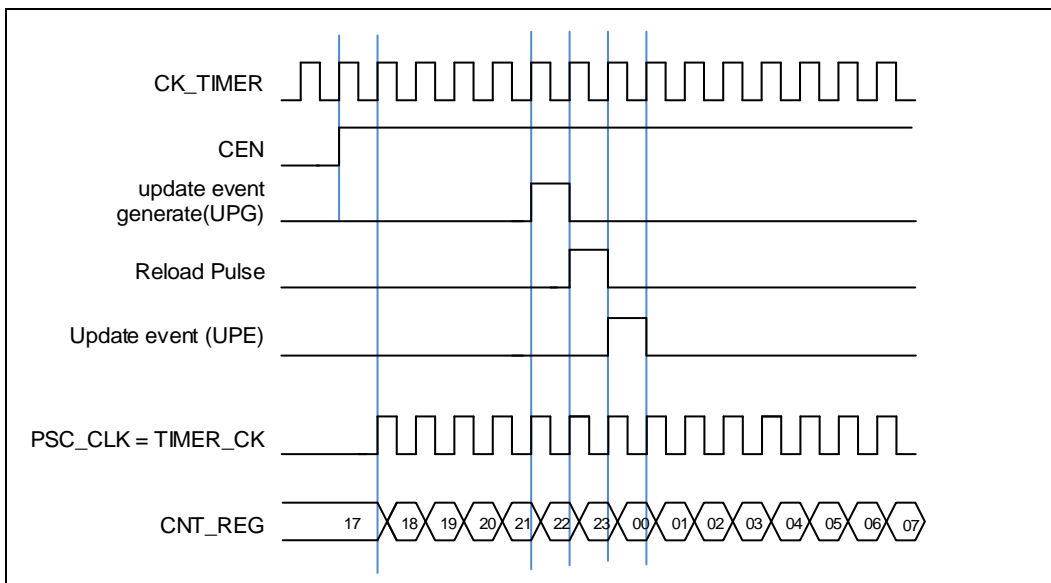 CK_TIMER
CEN
update event
generate(UPG)
Reload Pulse
Update event (UPE)
PSC_CLK = TIMER_CK
CNT_REG 17 18 19 20 21 22 23 00 01 02 03 04 05 06 07